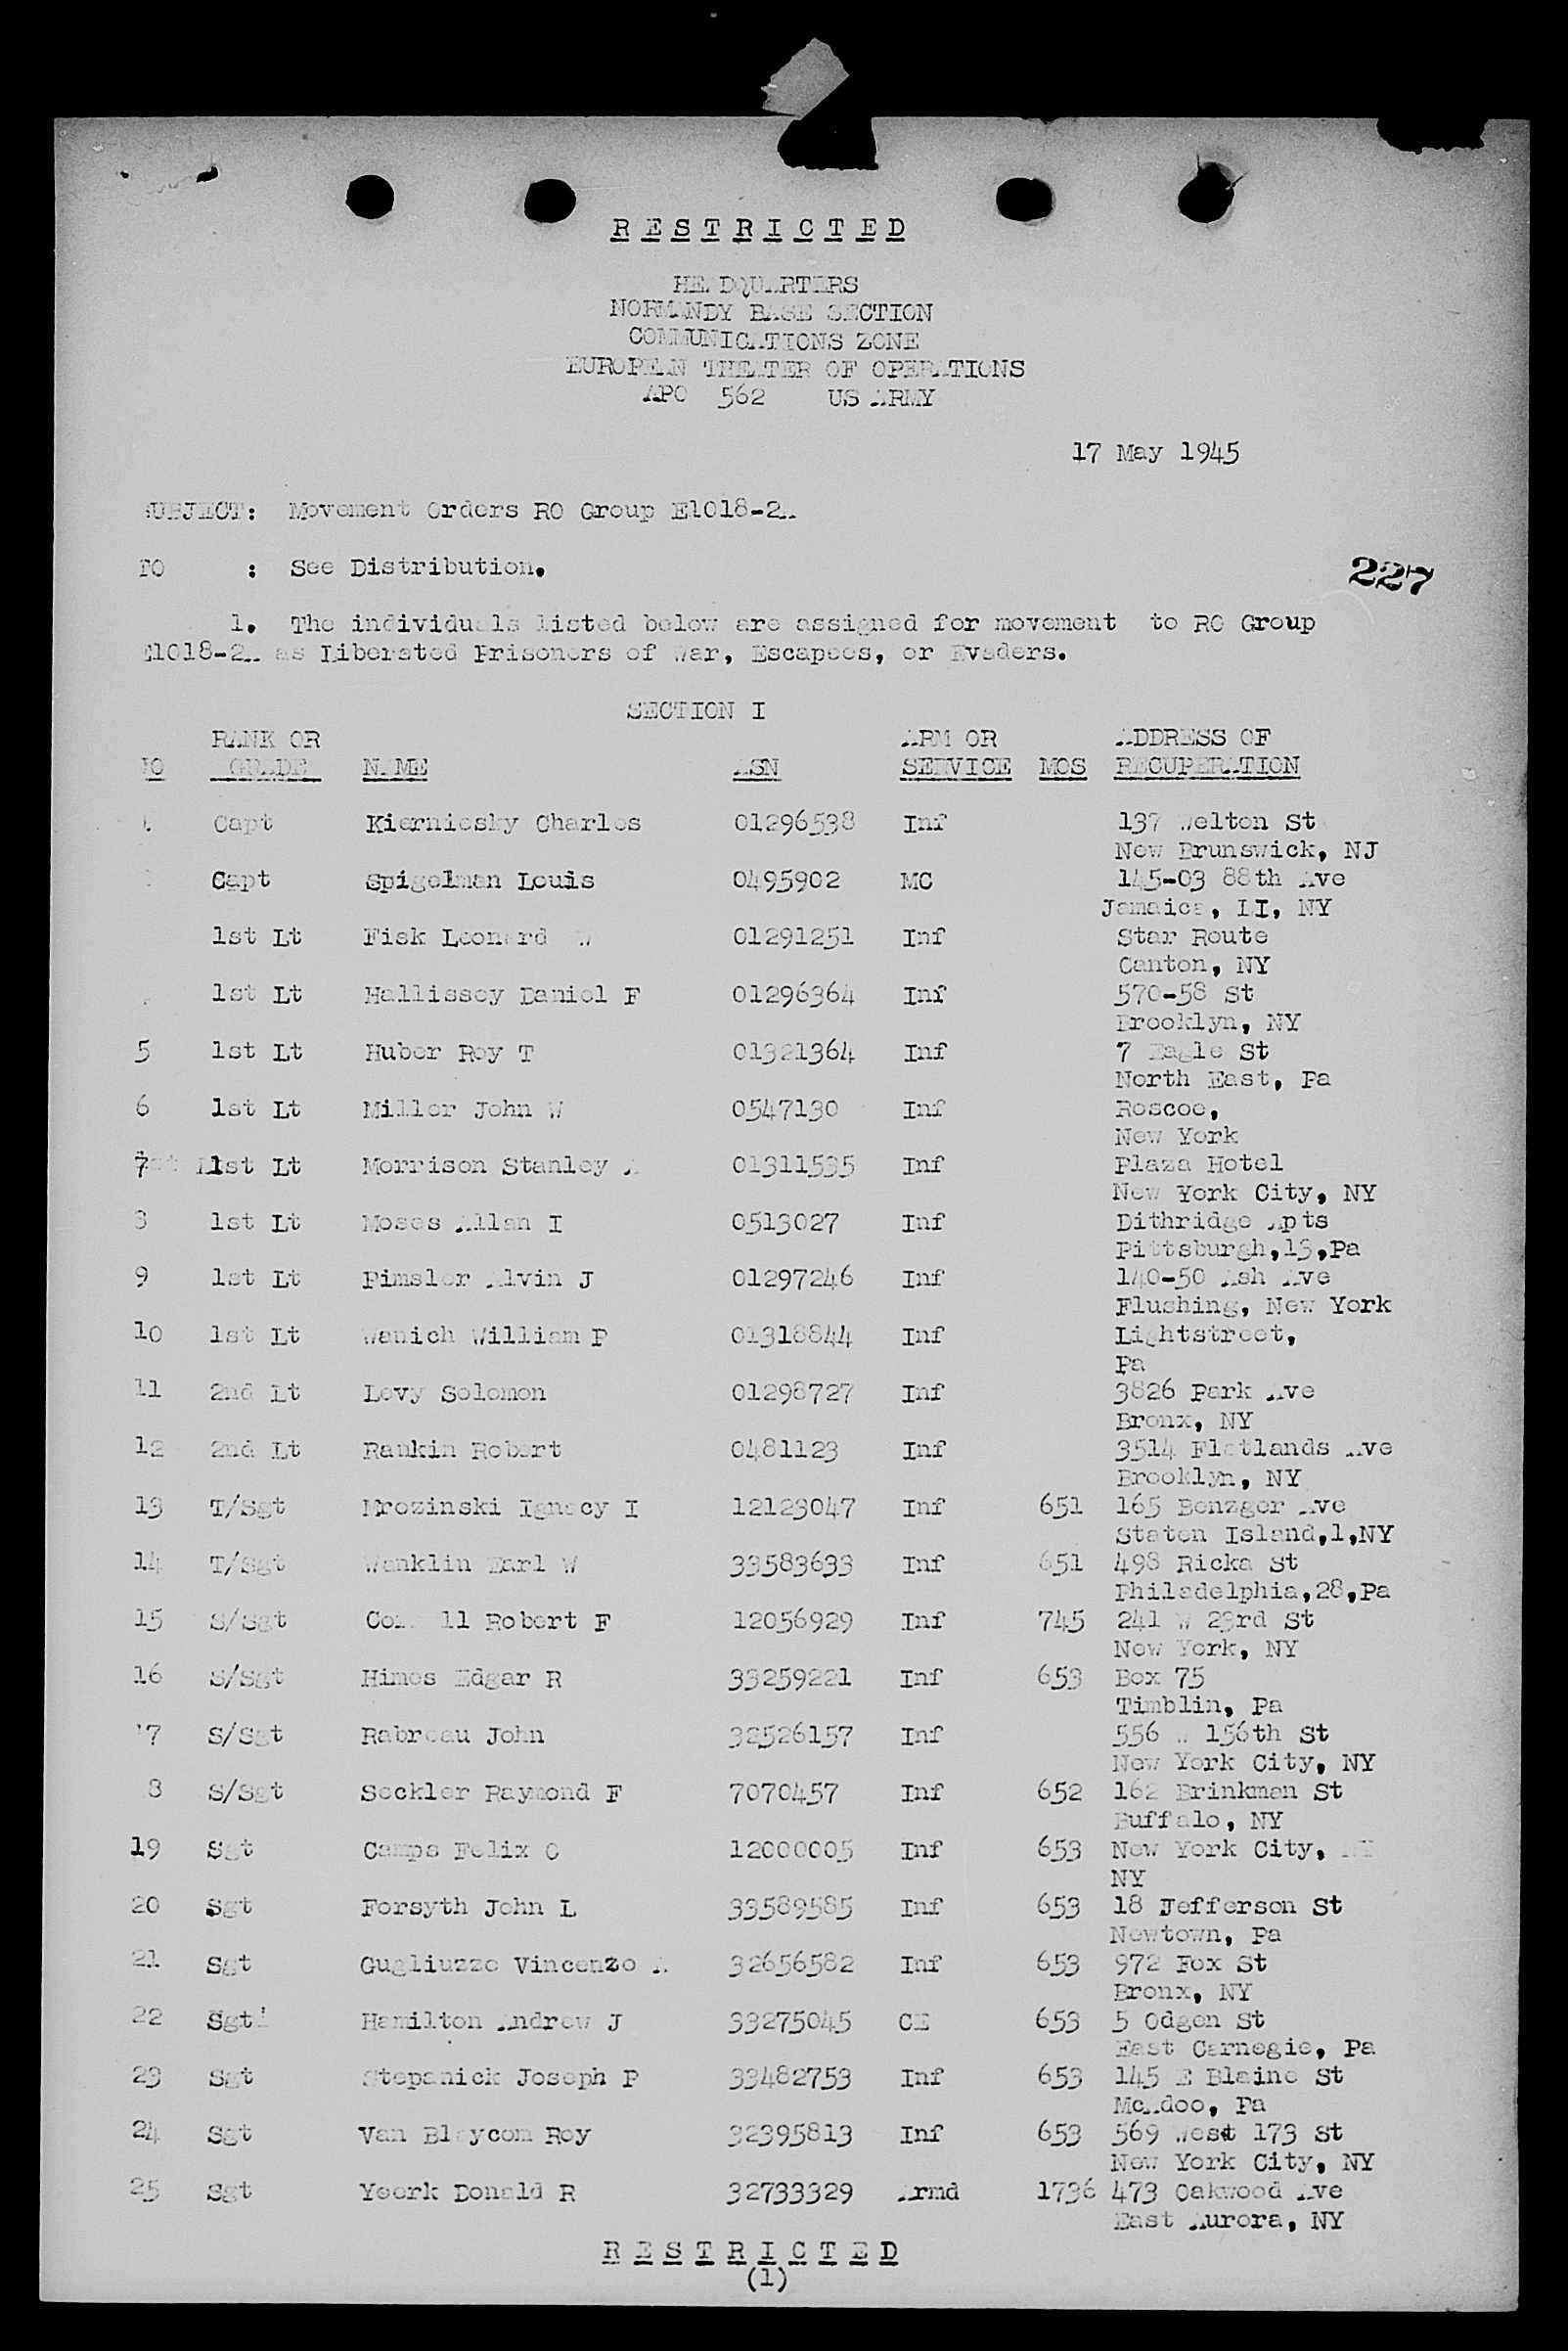 RESTRICTED
HEADQUARTERS
NORMANDY BASE SECTION
COMMUNICATIONS ZONE
EUROPEAN THEATER OF OPERATIONS
APO 562 US ARMY
17 May 1945
SUBJECT: Movement Orders RO Group E1018-2A
TO : See Distribution.
227
1. The individuals listed below are assigned for movement to RO Group
E1018-2A as Liberated Prisoners of War, Escapees, or Evaders.
SECTION I
RANK OR ARM OR ADDRESS OF
NO GRADE NAME ASN SERVICE MOS RECUPERATION
Capt Kierniesky Charles 01296538 Inf 137 Welton St
New Brunswick, NJ
Capt Spigelman Louis 0495902 MC 145-03 88th Ave
Jamaica, LI, NY
1st Lt Fisk Leonard W 01291251 Inf Star Route
Canton, NY
1st Lt Hallissey Daniel F 01296364 Inf 570-58 St
Brooklyn, NY
5 1st Lt Huber Roy T 01321364 Inf 7 Eagle St
North East, Pa
6 1st Lt Miller John W 0547130 Inf Roscoe,
New York
7 1st Lt Morrison Stanley A 01311535 Inf Plaza Hotel
New York City, NY
8 1st Lt Moses Allan I 0513027 Inf Dithridge Apts
Pittsburgh,13,Pa
9 1st Lt Pimsler Alvin J 01297246 Inf 140-50 Ash Ave
Flushing, New York
10 1st Lt Wenich William P 01318844 Inf Lightstreet,
Pa
11 2nd Lt Levy Solomon 01298727 Inf 3826 Park Ave
Bronx, NY
12 2nd Lt Rankin Robert 0481123 Inf 3514 Flatlands Ave
Brooklyn, NY
13 T/Sgt Mrozinski Ignacy I 12123047 Inf 651 165 Benzger Ave
Staten Island,1,NY
14 T/Sgt Wanklin Earl W 33583633 Inf 651 498 Ricka St
Philadelphia,28,Pa
15 S/Sgt Robert F 12056929 Inf 745 241 W 23rd St
New York, NY
16 S/Sgt Himes Edgar R 33259221 Inf 653 Box 75
Timblin, Pa
17 S/Sgt Rabreau John 32526157 Inf 556 W 156th St
New York City, NY
8 S/Sgt Seckler Raymond F 7070457 Inf 652 162 Brinkman St
Buffalo, NY
19 Sgt Camps Felix C 12000005 Inf 653 New York City, NY
NY
20 Sgt Forsyth John L 33589585 Inf 653 18 Jefferson St
Newtown, Pa
21 Sgt Gugliuzzo Vincenzo A 32656582 Inf 653 972 Fox St
Bronx, NY
22 Sgt Hamilton Andrew J 33275045 CE 653 5 Odgen St
East Carnegie, Pa
23 Sgt Stepanick Joseph P 33482753 Inf 653 145 E Blaine St
McAdoo, Pa
24 Sgt Van Blaycom Roy 32395813 Inf 653 569 West 173 St
New York City, NY
25 Sgt Yeork Donald R 32733329 Armd 1736 473 Oakwood Ave
East Aurora, NY
RESTRICTED
(1)